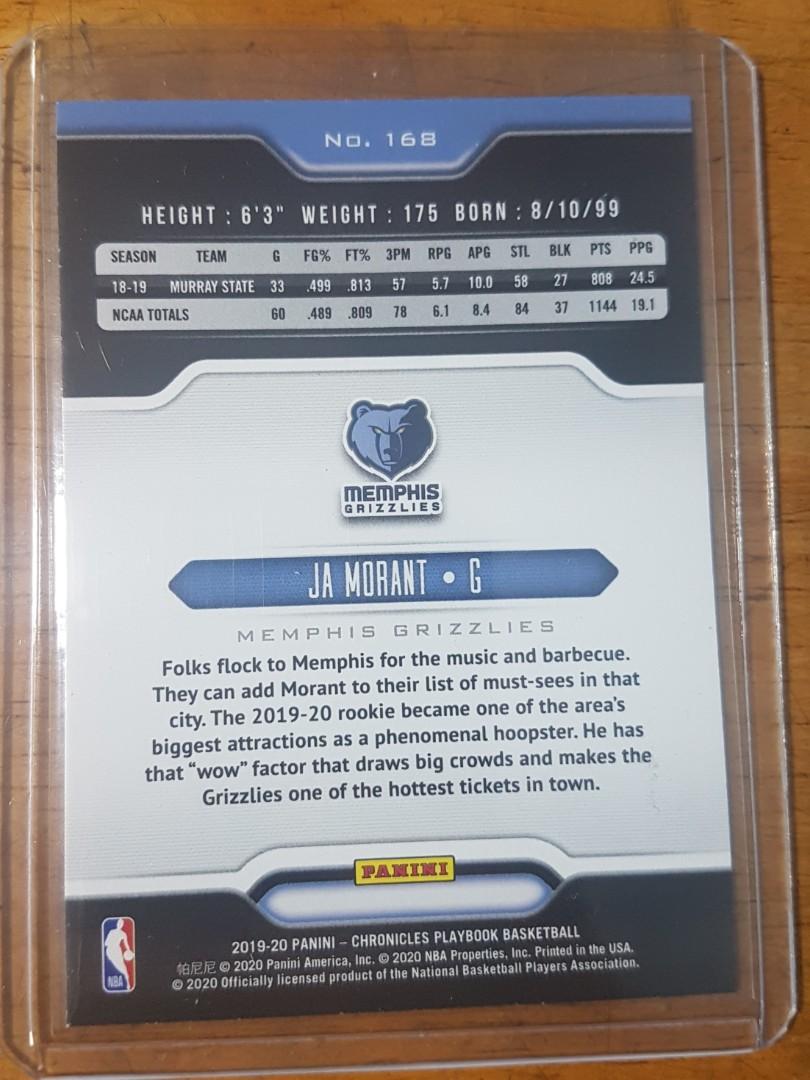 No. 168
HEIGHT : 6'3" WEIGHT : 175 BORN : 8/10/99
SEASON TEAM G FG% FT% 3PM RPG APG STL BLK PTS PPG
18-19 MURRAY STATE 33 .499 .813 57 5.7 10.0 58 27 808 24.5
NCAA TOTALS 60 .489 .809 78 6.1 8.4 84 37 1144 19.1
MEMPHIS
GRIZZLIES
JA MORANT • G
MEMPHIS GRIZZLIES
Folks flock to Memphis for the music and barbecue.
They can add Morant to their list of must-sees in that
city. The 2019-20 rookie became one of the area's
biggest attractions as a phenomenal hoopster. He has
that “wow” factor that draws big crowds and makes the
Grizzlies one of the hottest tickets in town.
PANINI
NBA
2019-20 PANINI – CHRONICLES PLAYBOOK BASKETBALL
帕尼尼 © 2020 Panini America, Inc. © 2020 NBA Properties, Inc. Printed in the USA.
© 2020 Officially licensed product of the National Basketball Players Association.